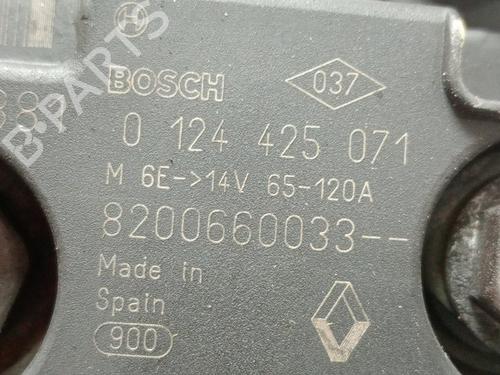 BOSCH
037
0 124 425 071
M 6E->14V 65-120A
8200660033--
Made in
Spain
900
B-PARTS